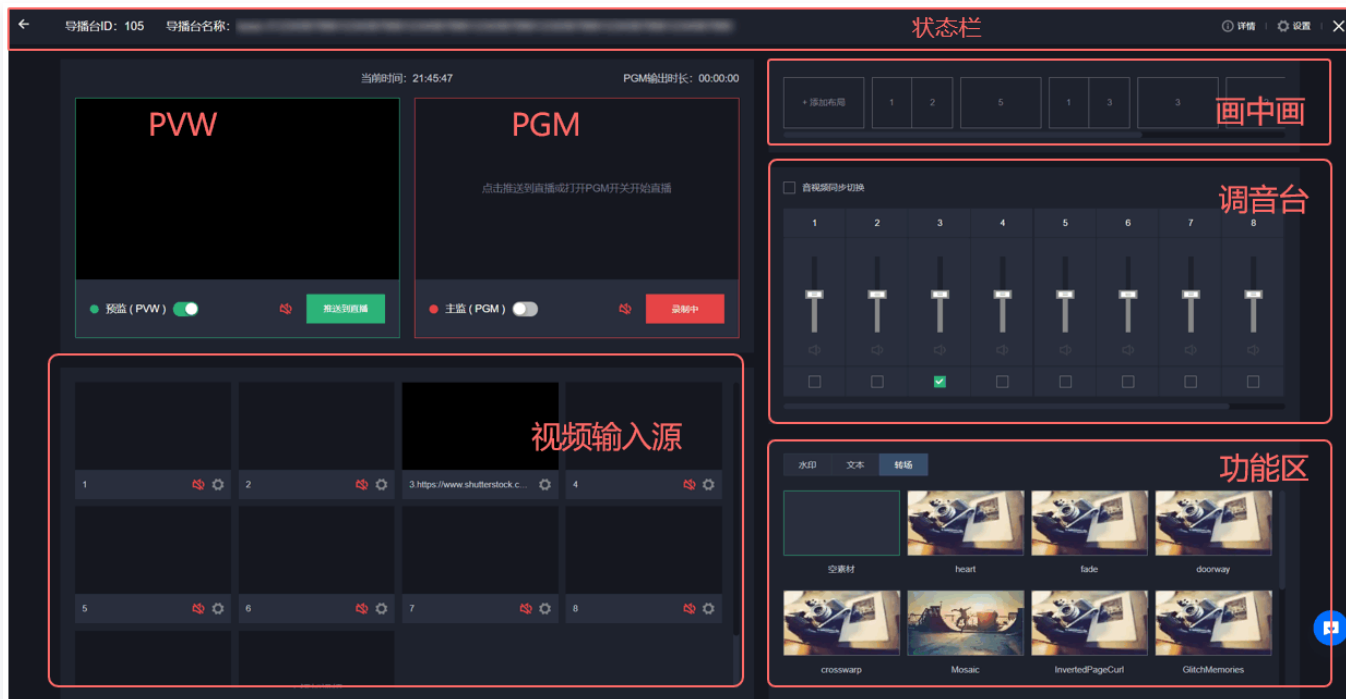 导播台ID：105 导播台名称： 状态栏 详情 设置
当前时间：21:45:47 PGM输出时长：00:00:00
PVW
PGM
点击推送到直播或打开PGM开关开始直播
预监（PVW） 推送到直播
主监（PGM） 录制中
+ 添加布局 1 2 5 1 3 3
画中画
音视频同步切换
调音台
1 2 3 4 5 6 7 8
视频输入源
1 2 3.https://www.shutterstock.c... 4
5 6 7 8
水印 文本 转场
功能区
空素材 heart fade doorway
crosswarp Mosaic InvertedPageCurl GlitchMemories